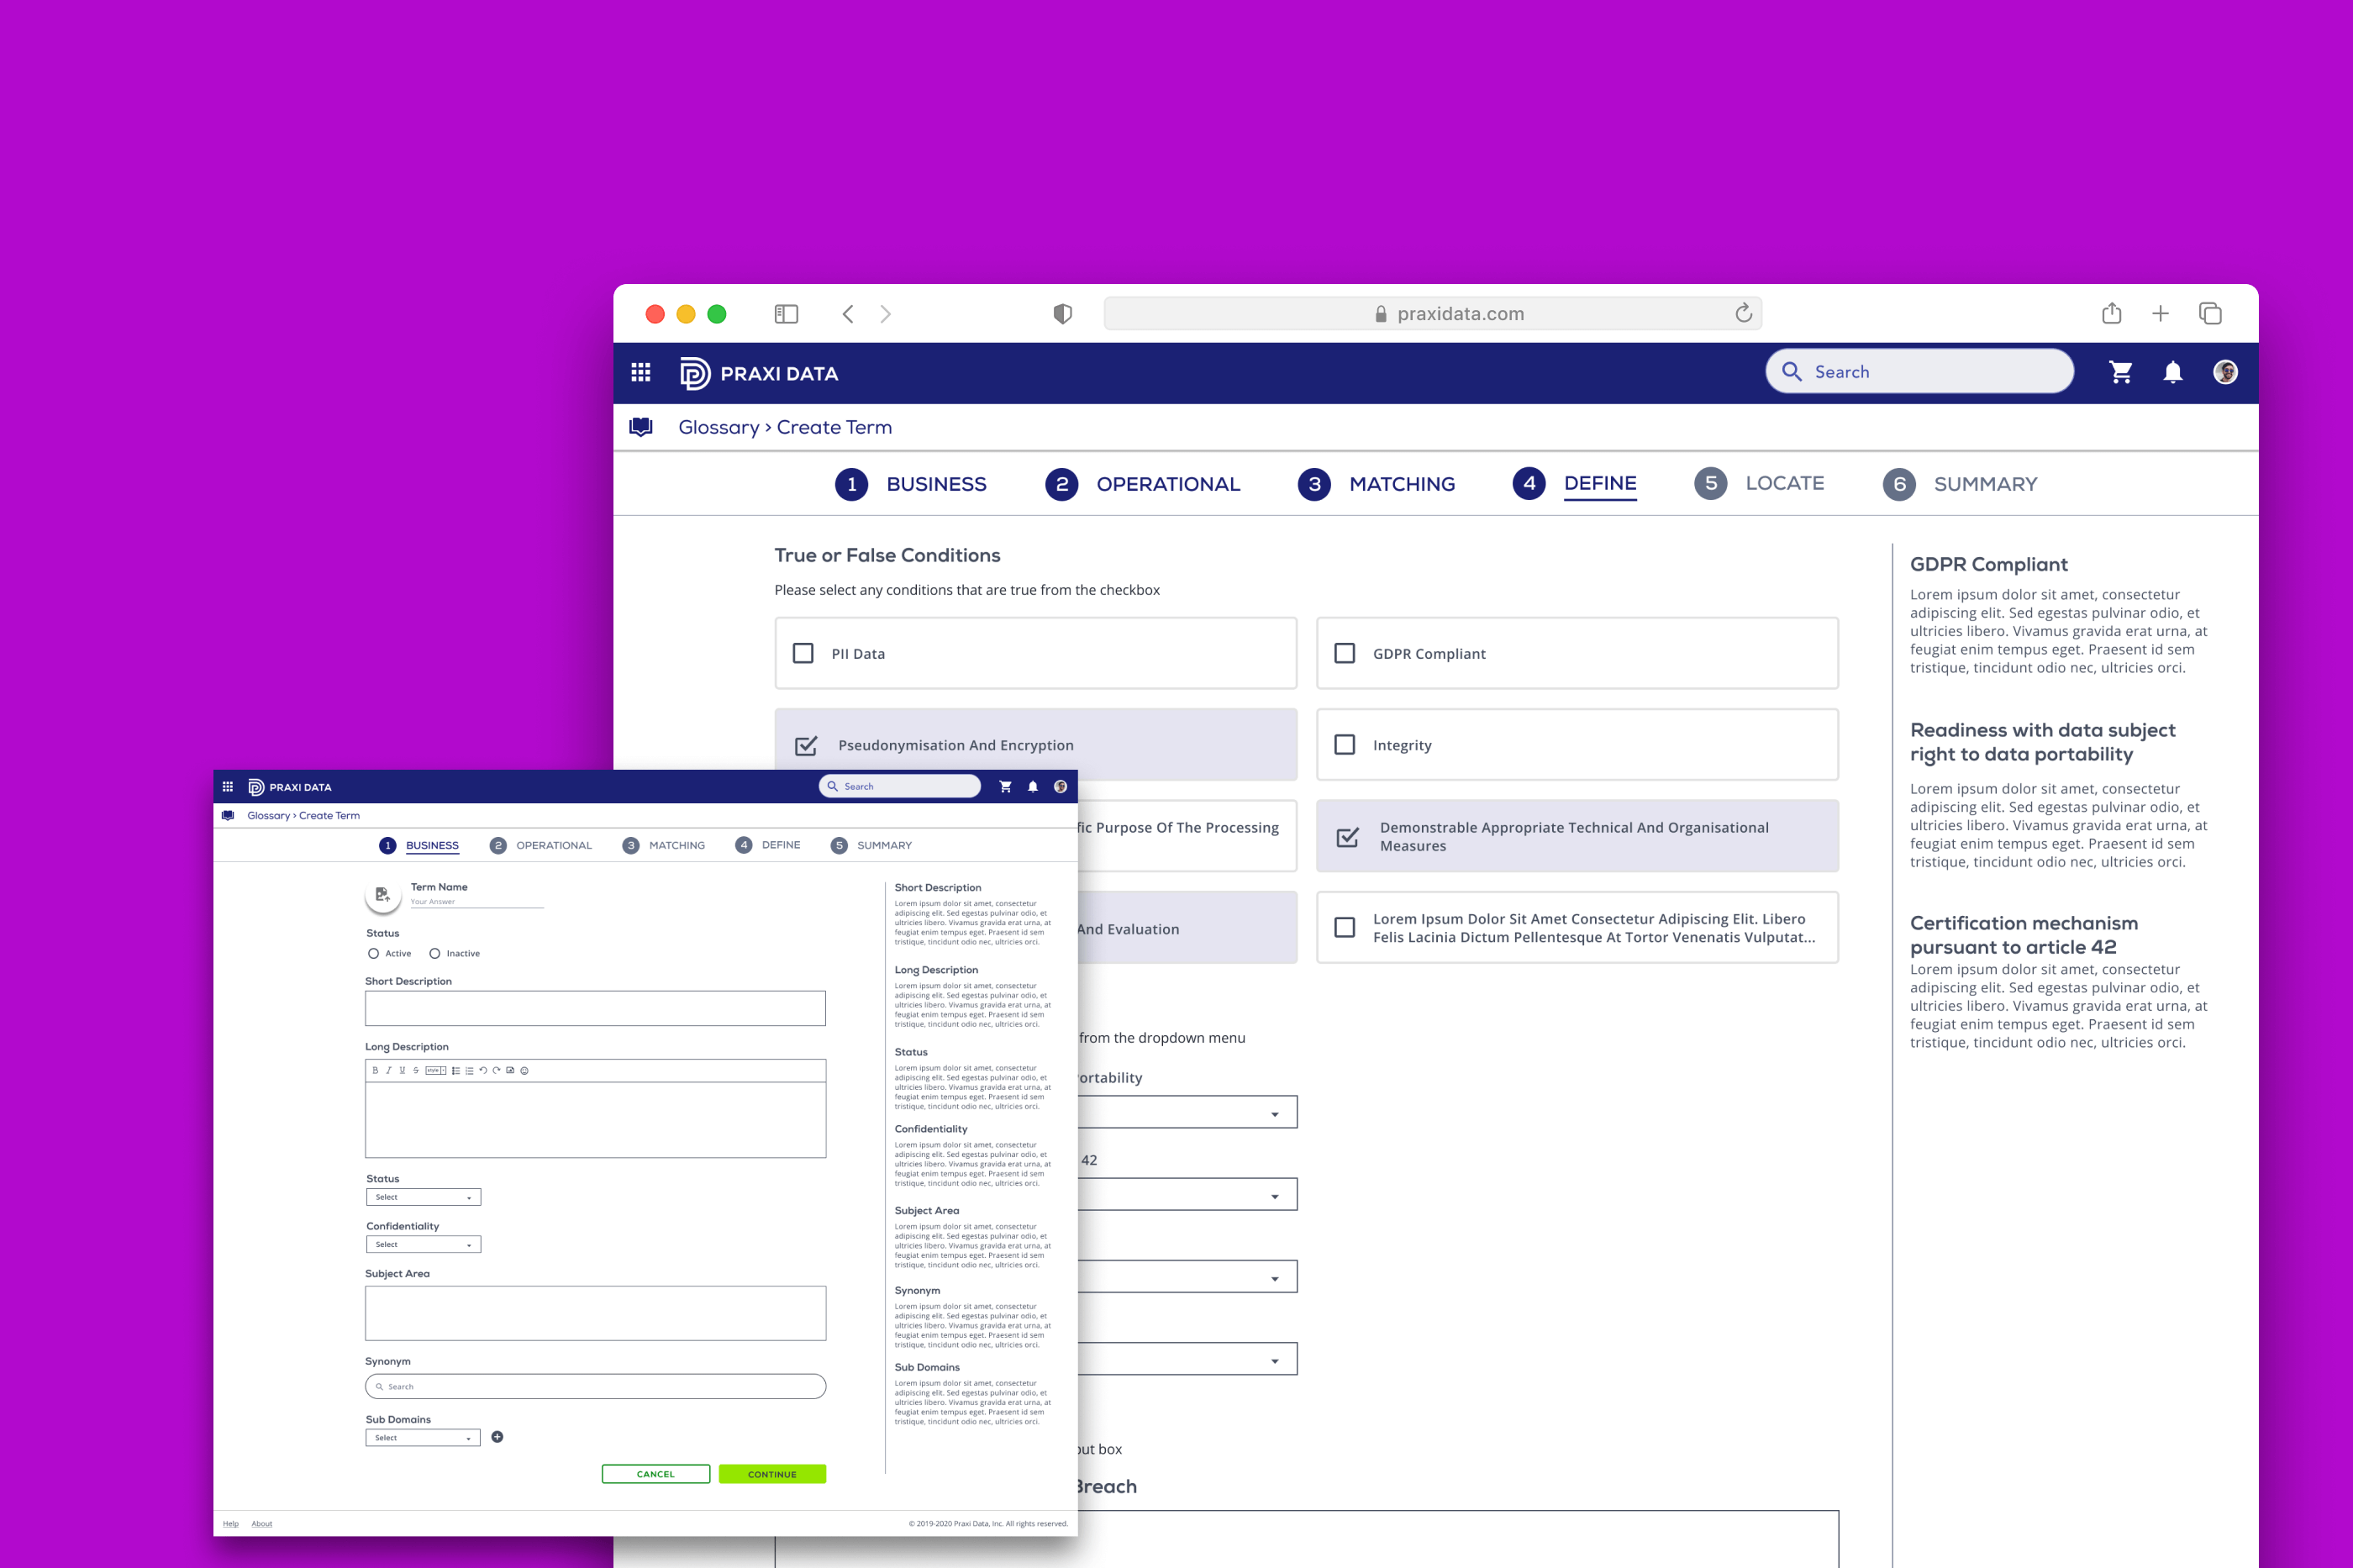 praxidata.com
PRAXI DATA
Search
Glossary > Create Term
1 BUSINESS 2 OPERATIONAL 3 MATCHING 4 DEFINE 5 LOCATE 6 SUMMARY
True or False Conditions
Please select any conditions that are true from the checkbox
PII Data
GDPR Compliant
Pseudonymisation And Encryption
Integrity
Purpose Of The Processing
Demonstrable Appropriate Technical And Organisational
Measures
And Evaluation
Lorem Ipsum Dolor Sit Amet Consectetur Adipiscing Elit. Libero
Felis Lacinia Dictum Pellentesque At Tortor Venenatis Vulputat...
from the dropdown menu
42
box
GDPR Compliant
Lorem ipsum dolor sit amet, consectetur
adipiscing elit. Sed egestas pulvinar odio, et
ultricies libero. Vivamus gravida erat urna, at
feugiat enim tempus eget. Praesent id sem
tristique, tincidunt odio nec, ultricies orci.
Readiness with data subject
right to data portability
Lorem ipsum dolor sit amet, consectetur
adipiscing elit. Sed egestas pulvinar odio, et
ultricies libero. Vivamus gravida erat urna, at
feugiat enim tempus eget. Praesent id sem
tristique, tincidunt odio nec, ultricies orci.
Certification mechanism
pursuant to article 42
Lorem ipsum dolor sit amet, consectetur
adipiscing elit. Sed egestas pulvinar odio, et
ultricies libero. Vivamus gravida erat urna, at
feugiat enim tempus eget. Praesent id sem
tristique, tincidunt odio nec, ultricies orci.
PRAXI DATA
Search
Glossary > Create Term
1 BUSINESS 2 OPERATIONAL 3 MATCHING 4 DEFINE 5 SUMMARY
Term Name
Your Answer
Status
Active Inactive
Short Description
Long Description
B I U S style
Status
Select
Confidentiality
Select
Subject Area
Synonym
Search
Sub Domains
Select
CANCEL CONTINUE
Short Description
Lorem ipsum dolor sit amet, consectetur
adipiscing elit. Sed egestas pulvinar odio, et
ultricies libero. Vivamus gravida erat urna, at
feugiat enim tempus eget. Praesent id sem
tristique, tincidunt odio nec, ultricies orci.
Long Description
Lorem ipsum dolor sit amet, consectetur
adipiscing elit. Sed egestas pulvinar odio, et
ultricies libero. Vivamus gravida erat urna, at
feugiat enim tempus eget. Praesent id sem
tristique, tincidunt odio nec, ultricies orci.
Status
Lorem ipsum dolor sit amet, consectetur
adipiscing elit. Sed egestas pulvinar odio, et
ultricies libero. Vivamus gravida erat urna, at
feugiat enim tempus eget. Praesent id sem
tristique, tincidunt odio nec, ultricies orci.
Confidentiality
Lorem ipsum dolor sit amet, consectetur
adipiscing elit. Sed egestas pulvinar odio, et
ultricies libero. Vivamus gravida erat urna, at
feugiat enim tempus eget. Praesent id sem
tristique, tincidunt odio nec, ultricies orci.
Subject Area
Lorem ipsum dolor sit amet, consectetur
adipiscing elit. Sed egestas pulvinar odio, et
ultricies libero. Vivamus gravida erat urna, at
feugiat enim tempus eget. Praesent id sem
tristique, tincidunt odio nec, ultricies orci.
Synonym
Lorem ipsum dolor sit amet, consectetur
adipiscing elit. Sed egestas pulvinar odio, et
ultricies libero. Vivamus gravida erat urna, at
feugiat enim tempus eget. Praesent id sem
tristique, tincidunt odio nec, ultricies orci.
Sub Domains
Lorem ipsum dolor sit amet, consectetur
adipiscing elit. Sed egestas pulvinar odio, et
ultricies libero. Vivamus gravida erat urna, at
feugiat enim tempus eget. Praesent id sem
tristique, tincidunt odio nec, ultricies orci.
Help About
© 2019-2020 Praxi Data, Inc. All rights reserved.